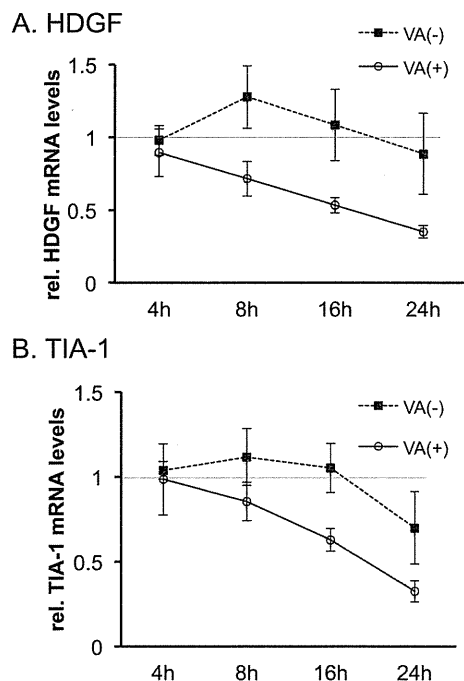 A. HDGF
VA(-)
VA(+)
rel. HDGF mRNA levels
1.5
1
0.5
0
4h 8h 16h 24h
B. TIA-1
VA(-)
VA(+)
rel. TIA-1 mRNA levels
1.5
1
0.5
0
4h 8h 16h 24h